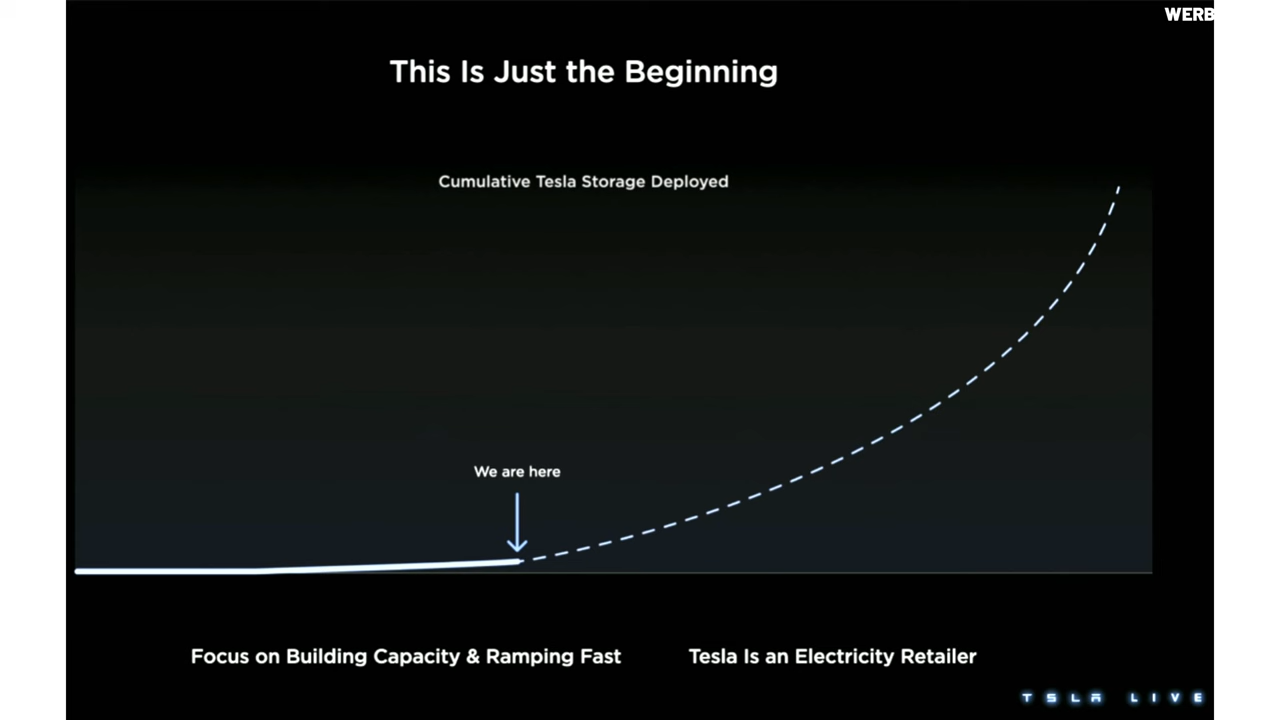 WERB
This Is Just the Beginning
Cumulative Tesla Storage Deployed
We are here
Focus on Building Capacity & Ramping Fast
Tesla Is an Electricity Retailer
TSLA LIVE